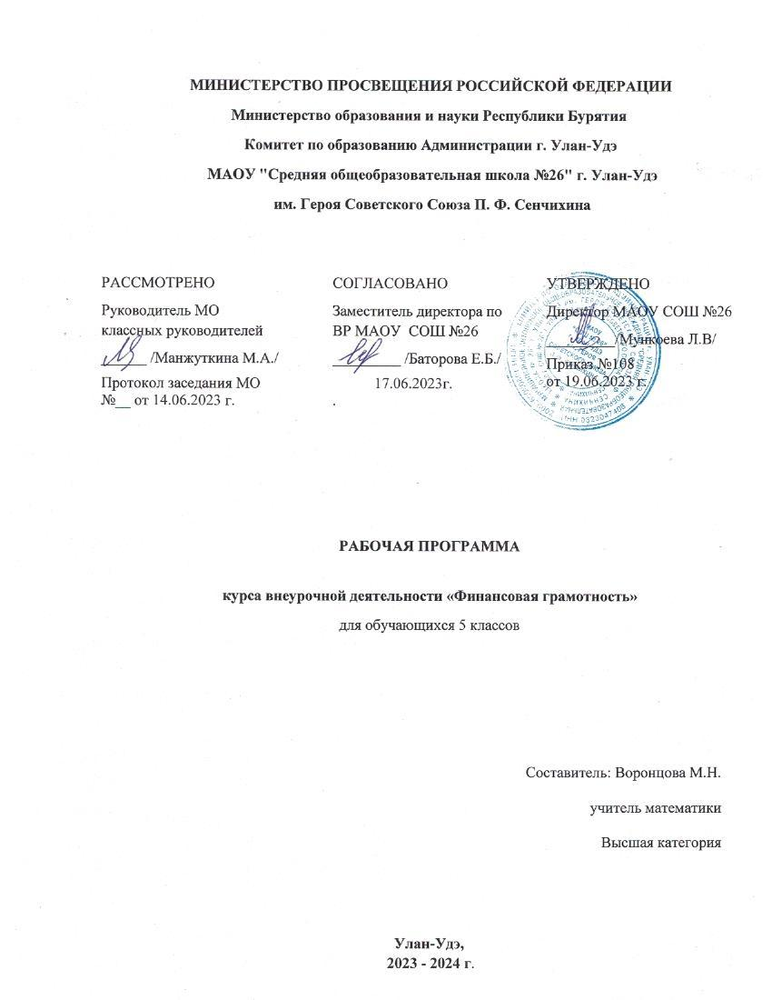 МИНИСТЕРСТВО ПРОСВЕЩЕНИЯ РОССИЙСКОЙ ФЕДЕРАЦИИ
Министерство образования и науки Республики Бурятия
Комитет по образованию Администрации г. Улан-Удэ
МАОУ "Средняя общеобразовательная школа №26" г. Улан-Удэ
им. Героя Советского Союза П. Ф. Сенчихина
РАССМОТРЕНО
Руководитель МО
классных руководителей
/Манжуткина М.А./
Протокол заседания МО
№__ от 14.06.2023 г.
СОГЛАСОВАНО
Заместитель директора по
ВР МАОУ СОШ №26
/Баторова Е.Б./
17.06.2023г.
.
УТВЕРЖДЕНО
Директор МАОУ СОШ №26
/Мункоева Л.В/
Приказ №108
от 19.06.2023 г.
ИНН 0323047408
РАБОЧАЯ ПРОГРАММА
курса внеурочной деятельности «Финансовая грамотность»
для обучающихся 5 классов
Составитель: Воронцова М.Н.
учитель математики
Высшая категория
Улан-Удэ,
2023 - 2024 г.